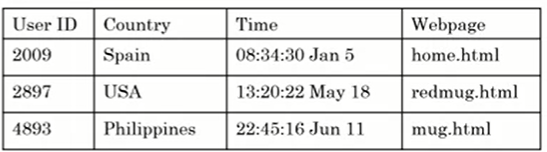 User ID Country Time Webpage
2009 Spain 08:34:30 Jan 5 home.html
2897 USA 13:20:22 May 18 redmug.html
4893 Philippines 22:45:16 Jun 11 mug.html